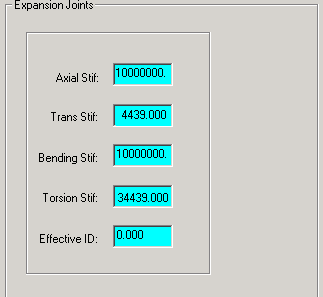 Expansion Joints
Axial Stif: 10000000.
Trans Stif: 4439.000
Bending Stif: 10000000.
Torsion Stif: 34439.000
Effective ID: 0.000